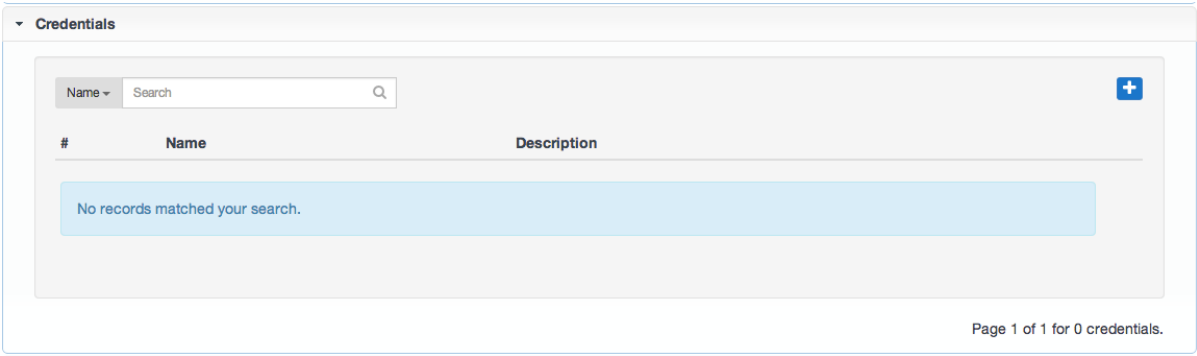 Credentials
Name Search
# Name Description
No records matched your search.
Page 1 of 1 for 0 credentials.